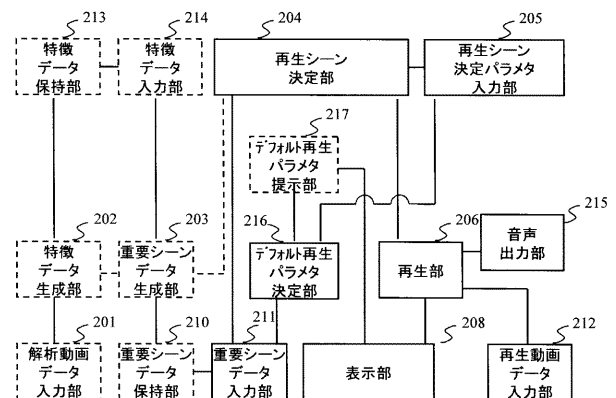 213
特徴
データ
保持部
214
特徴
データ
入力部
204
再生シーン
決定部
205
再生シーン
決定パラメタ
入力部
217
デフォルト再生
パラメタ
提示部
202
特徴
データ
生成部
203
重要シーン
データ
生成部
216
デフォルト再生
パラメタ
決定部
206
再生部
215
音声
出力部
201
解析動画
データ
入力部
210
重要シーン
データ
保持部
211
重要シーン
データ
入力部
208
表示部
212
再生動画
データ
入力部